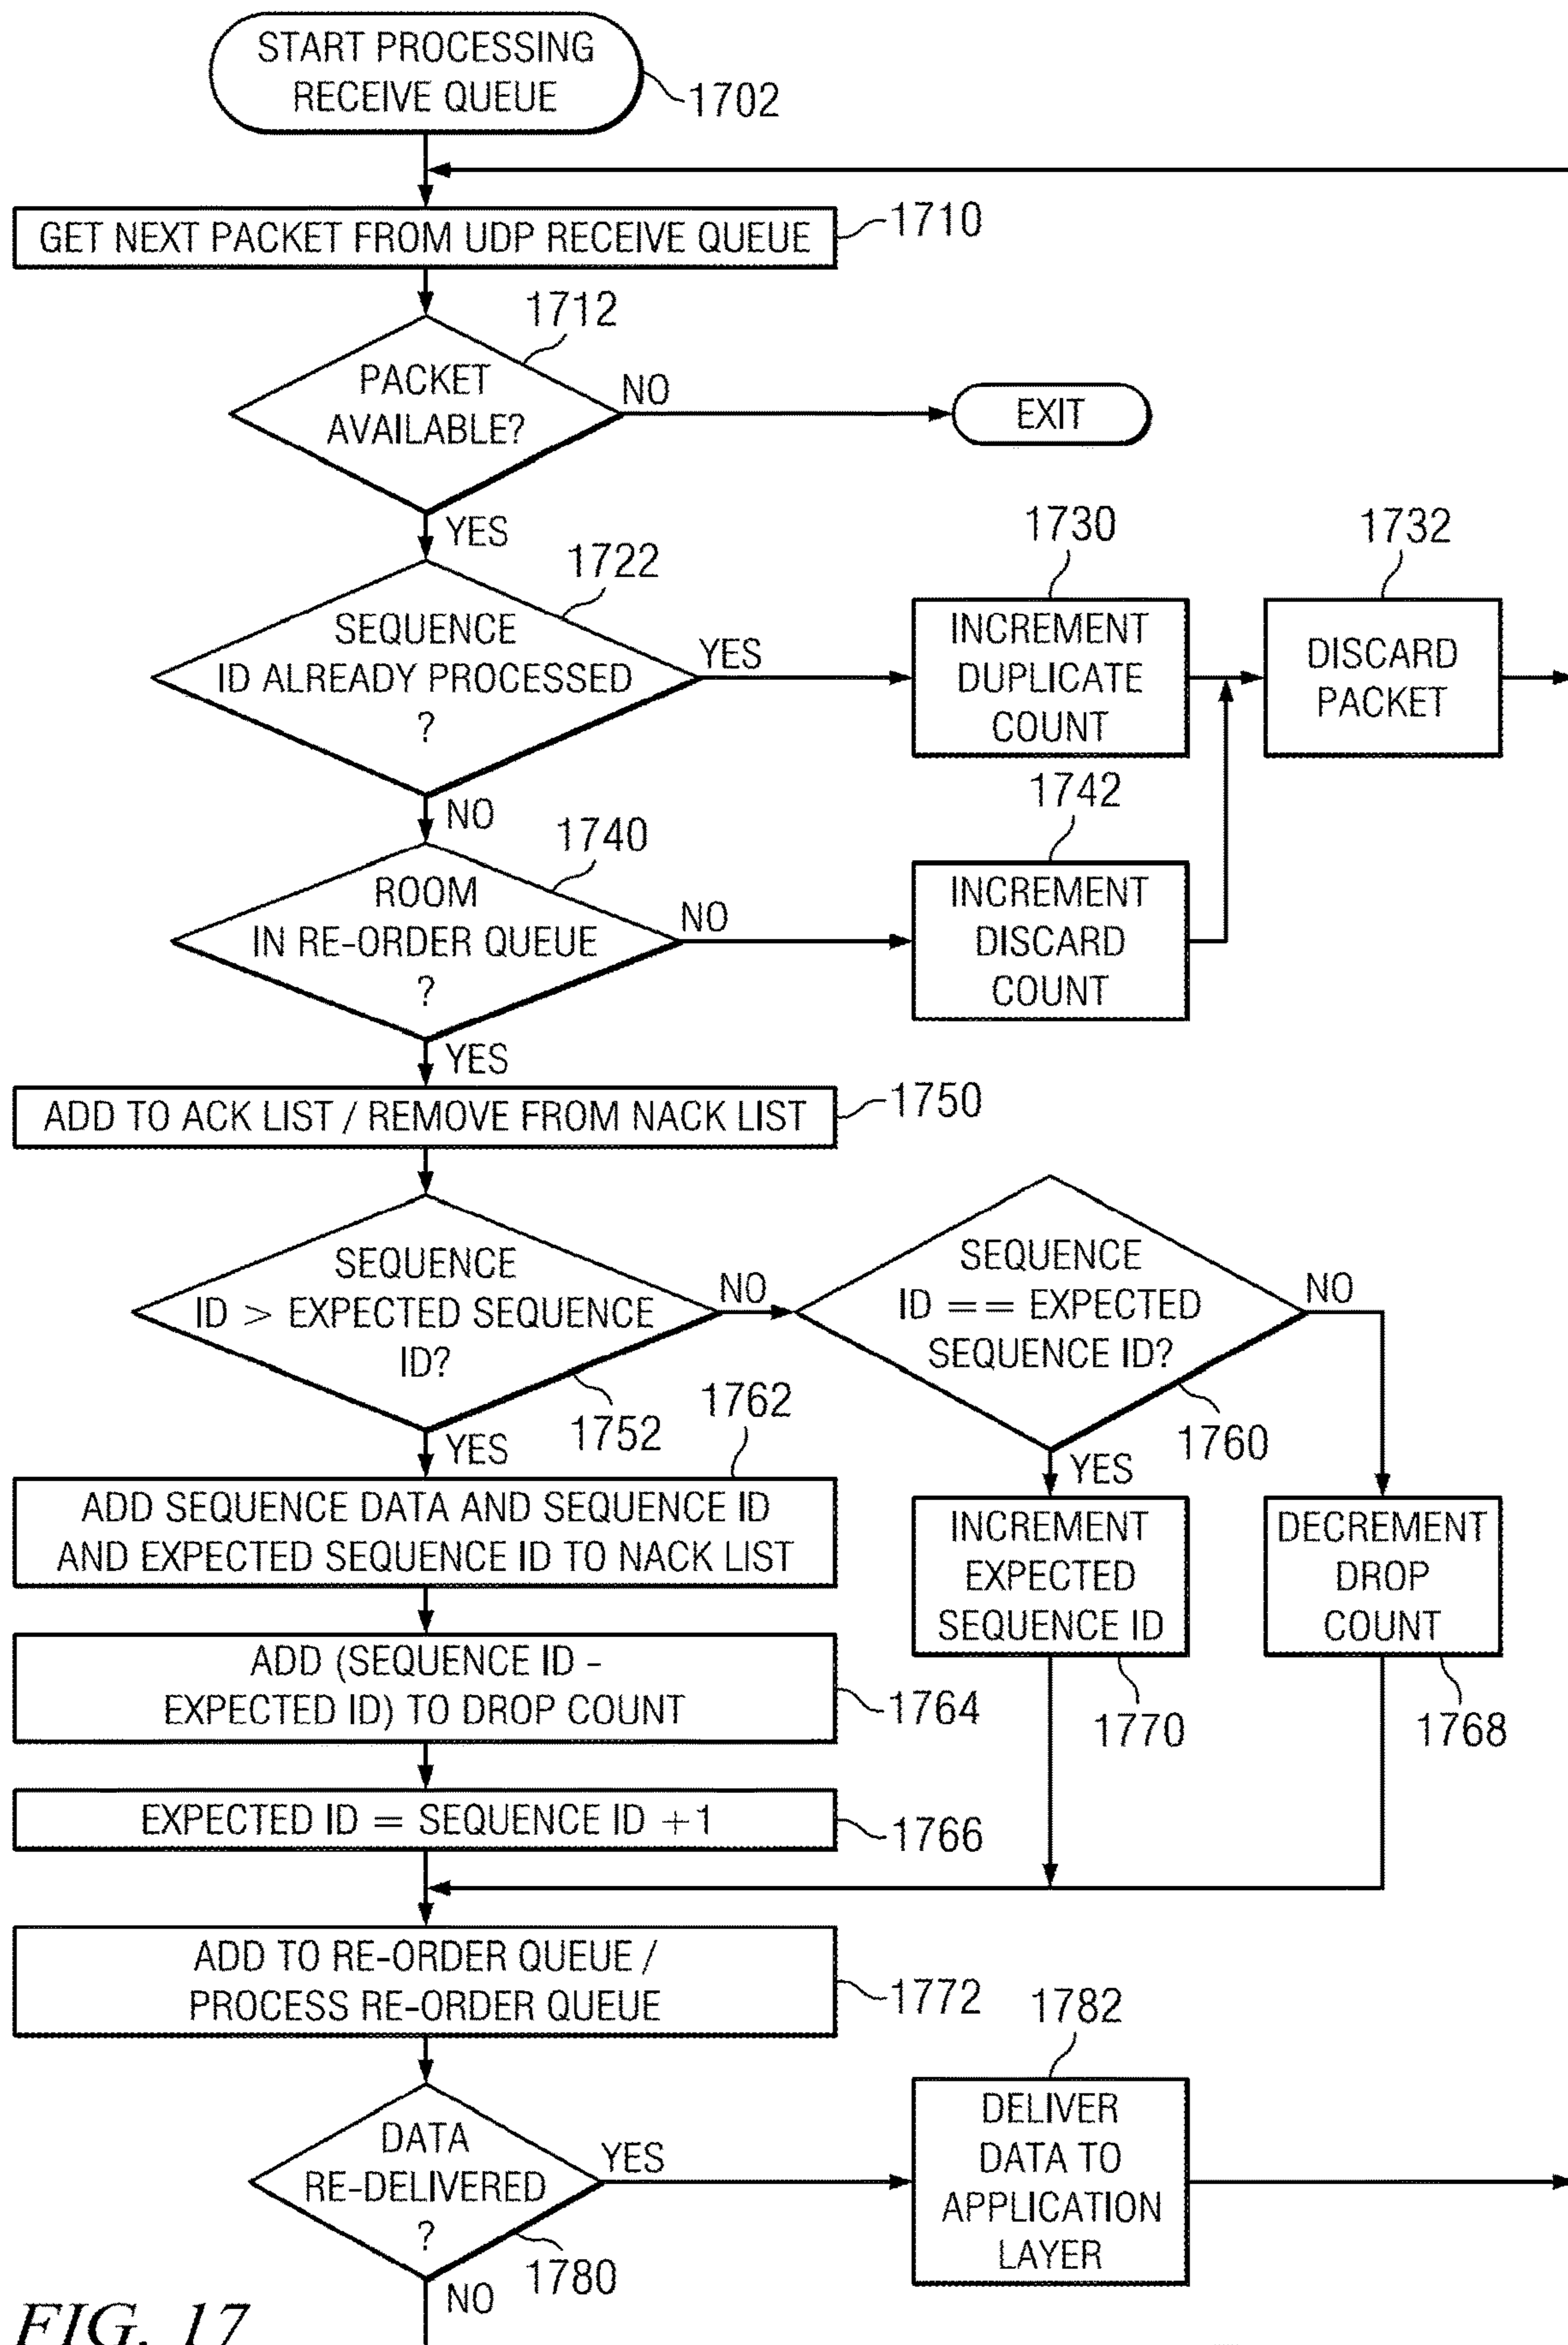 START PROCESSING
RECEIVE QUEUE
1702
GET NEXT PACKET FROM UDP RECEIVE QUEUE
1710
1712
PACKET
AVAILABLE?
NO
EXIT
YES
1722
SEQUENCE
ID ALREADY PROCESSED
?
YES
1730
INCREMENT
DUPLICATE
COUNT
1732
DISCARD
PACKET
NO
1740
ROOM
IN RE-ORDER QUEUE
?
NO
1742
INCREMENT
DISCARD
COUNT
YES
ADD TO ACK LIST / REMOVE FROM NACK LIST
1750
SEQUENCE
ID > EXPECTED SEQUENCE
ID?
1752
NO
SEQUENCE
ID == EXPECTED
SEQUENCE ID?
1760
NO
YES
1762
ADD SEQUENCE DATA AND SEQUENCE ID
AND EXPECTED SEQUENCE ID TO NACK LIST
YES
INCREMENT
EXPECTED
SEQUENCE ID
1770
DECREMENT
DROP
COUNT
1768
ADD (SEQUENCE ID -
EXPECTED ID) TO DROP COUNT
1764
EXPECTED ID = SEQUENCE ID +1
1766
ADD TO RE-ORDER QUEUE /
PROCESS RE-ORDER QUEUE
1772
DATA
RE-DELIVERED
?
1780
YES
1782
DELIVER
DATA TO
APPLICATION
LAYER
NO
FIG. 17